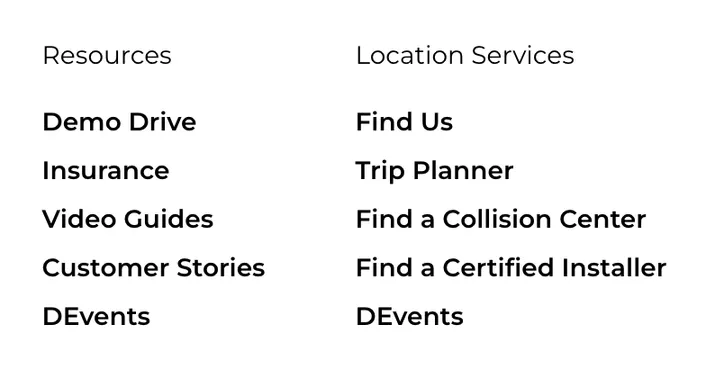 Resources
Demo Drive
Insurance
Video Guides
Customer Stories
DEvents
Location Services
Find Us
Trip Planner
Find a Collision Center
Find a Certified Installer
DEvents